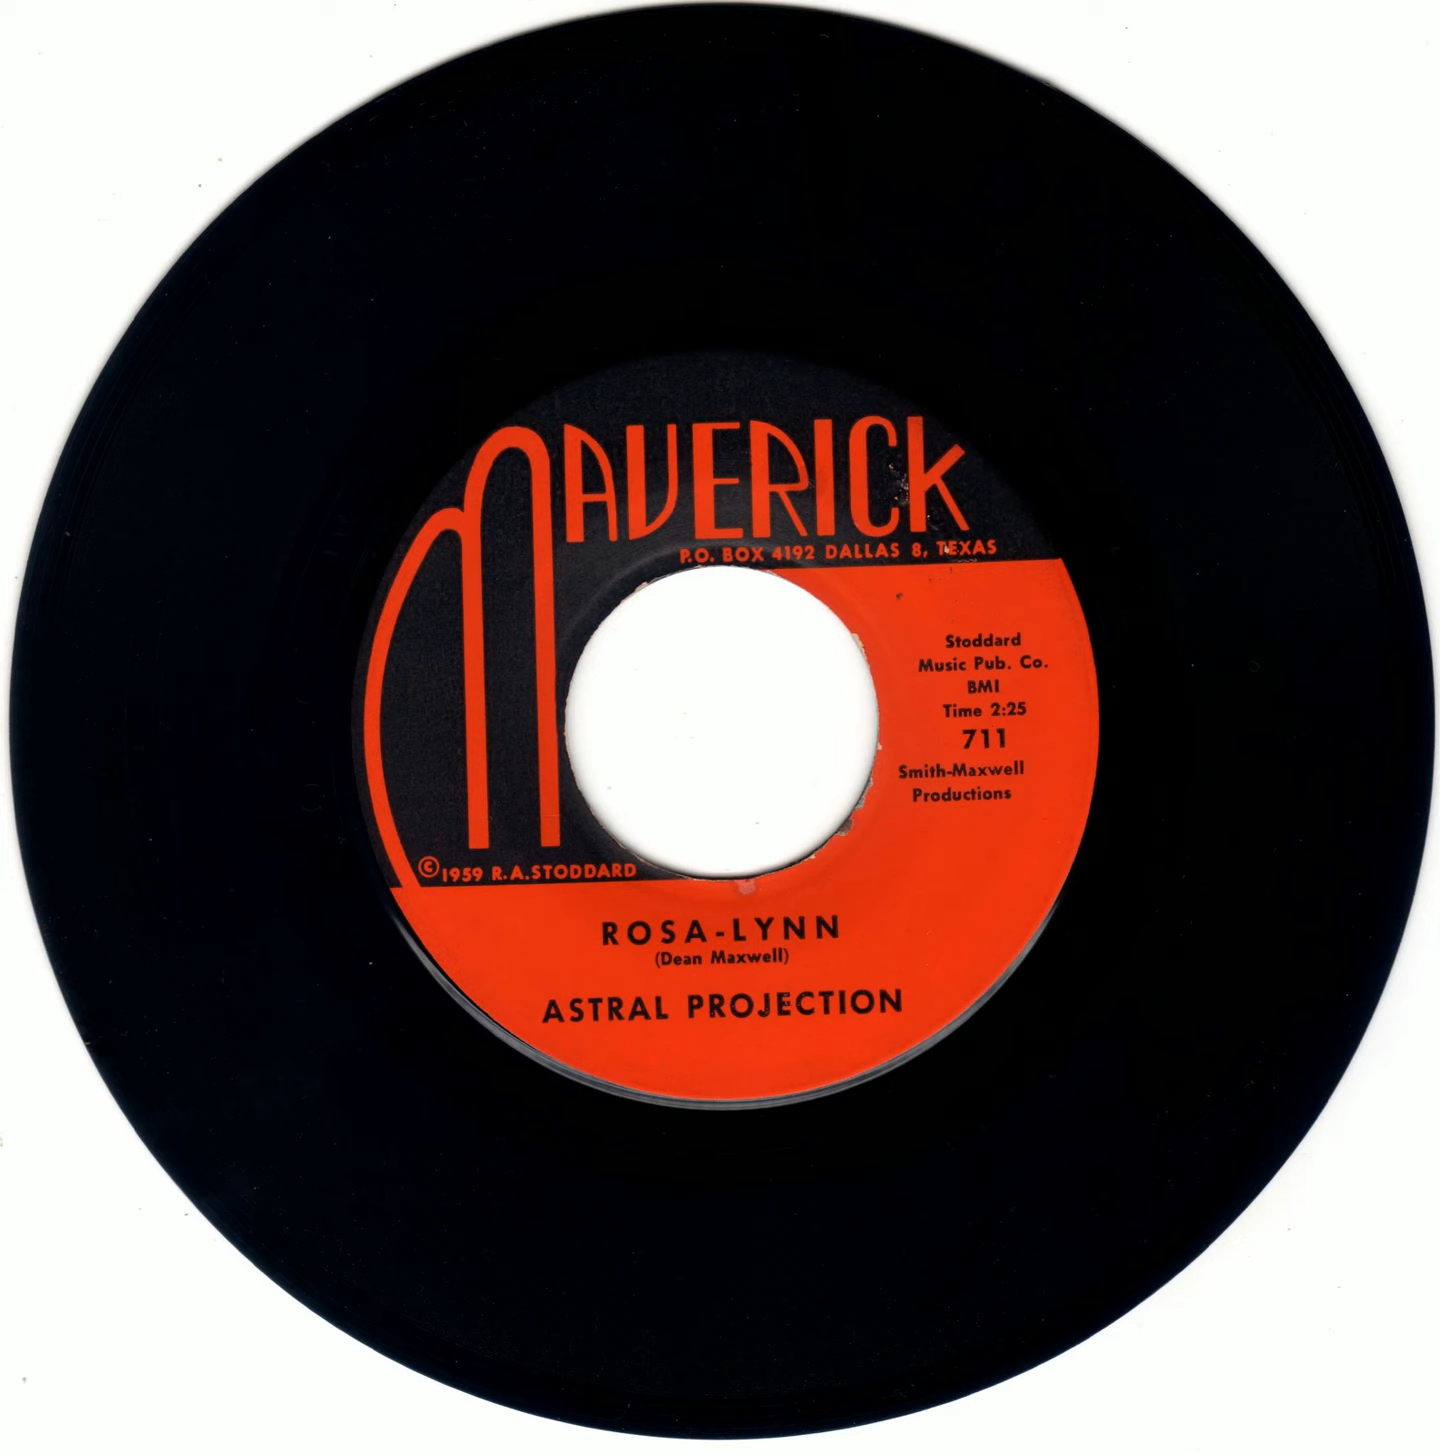 MAVERICK
P.O. BOX 4192 DALLAS 8, TEXAS
Stoddard
Music Pub. Co.
BMI
Time 2:25
711
Smith-Maxwell
Productions
© 1959 R.A.STODDARD
ROSA-LYNN
(Dean Maxwell)
ASTRAL PROJECTION